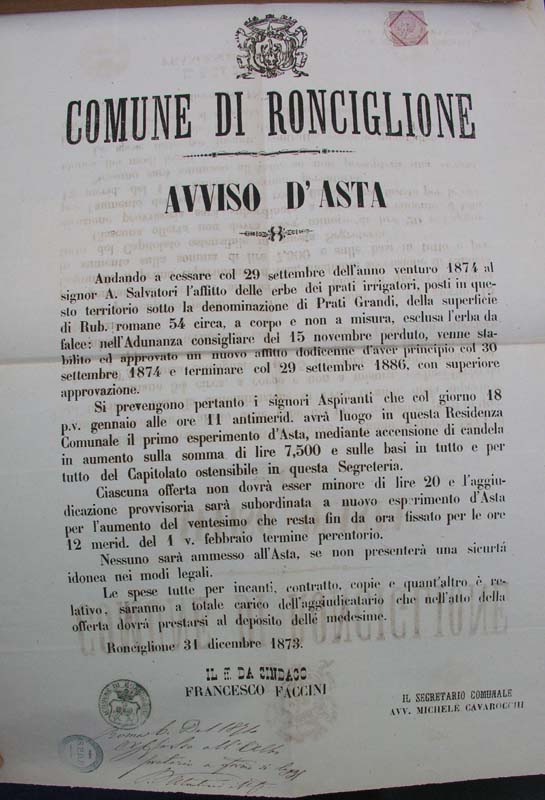 COMUNE DI RONCIGLIONE
AVVISO D'ASTA
Andando a cessare col 29 settembre dell'anno venturo 1874 al
signor A. Salvatori l'affitto delle erbe dei prati irrigatori, posti in que-
sto territorio sotto la denominazione di Prati Grandi, della superficie
di Rub. romane 54 circa, a corpo e non a misura, esclusa l'erba da
falce: nell'Adunanza consigliare del 15 novembre perduto, venne sta-
bilito ed approvato un nuovo affitto dodicenne d'aver principio col 30
settembre 1874 e terminare col 29 settembre 1886, con superiore
approvazione.
Si prevengono pertanto i signori Aspiranti che col giorno 18
p.v. gennaio alle ore 11 antimerid. avrà luogo in questa Residenza
Comunale il primo esperimento d'Asta, mediante accensione di candela
in aumento sulla somma di lire 7,500 e sulle basi in tutto e per
tutto del Capitolato ostensibile in questa Segreteria.
Ciascuna offerta non dovrà esser minore di lire 20 e l'aggiu-
dicazione provvisoria sarà subordinata a nuovo esperimento d'Asta
per l'aumento del ventesimo che resta fin da ora fissato per le ore
12 merid. del 1 v. febbraio termine perentorio.
Nessuno sarà ammesso all'Asta, se non presenterà una sicurtà
idonea nei modi legali.
Le spese tutte per incanti, contratto, copie e quant'altro è re-
lativo, saranno a totale carico dell'aggiudicatario che nell'atto della
offerta dovrà prestarsi al deposito delle medesime.
Ronciglione 31 dicembre 1873.
IL F. DA SINDACO
FRANCESCO FACCINI
IL SEGRETARIO COMUNALE
AVV. MICHELE CAVAROCCHI